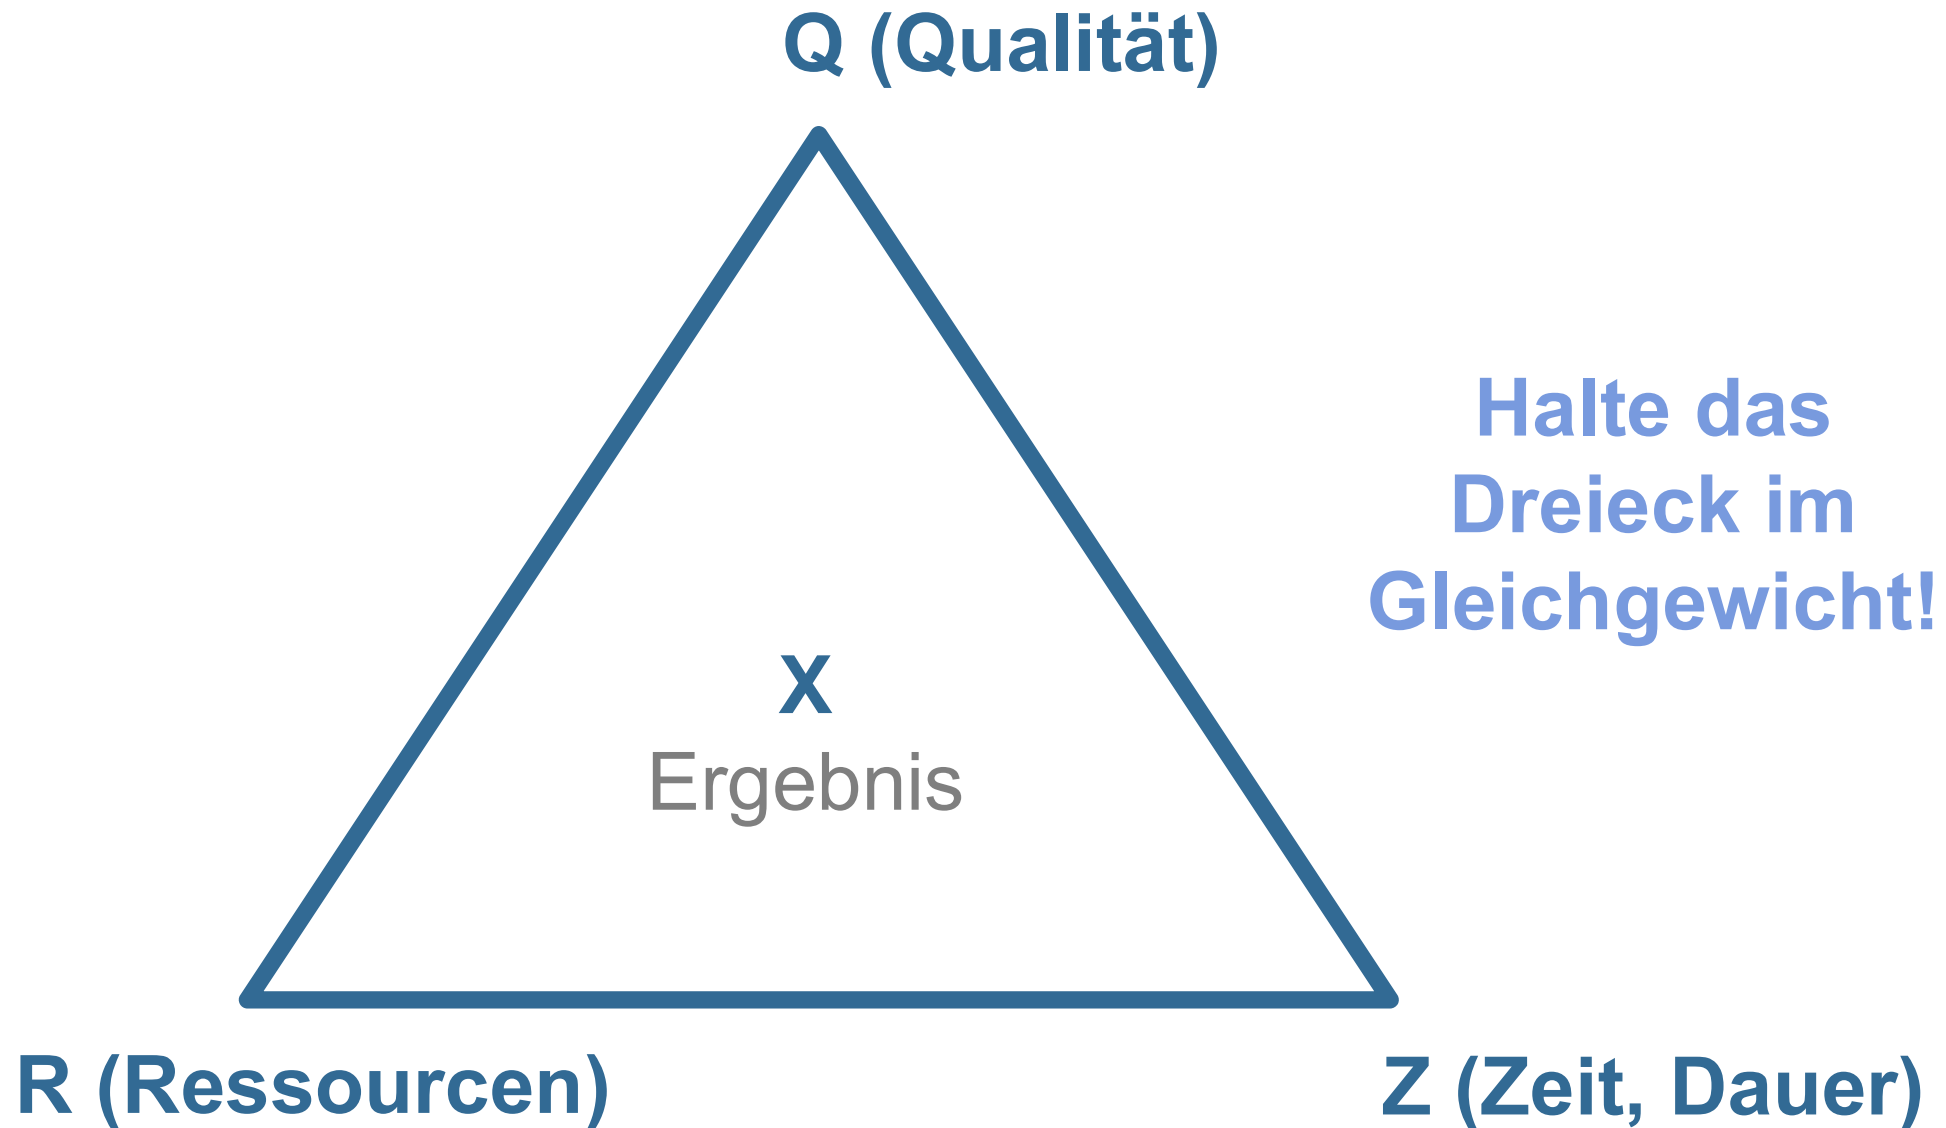 Q (Qualität)
Halte das
Dreieck im
Gleichgewicht!
X
Ergebnis
R (Ressourcen)
Z (Zeit, Dauer)